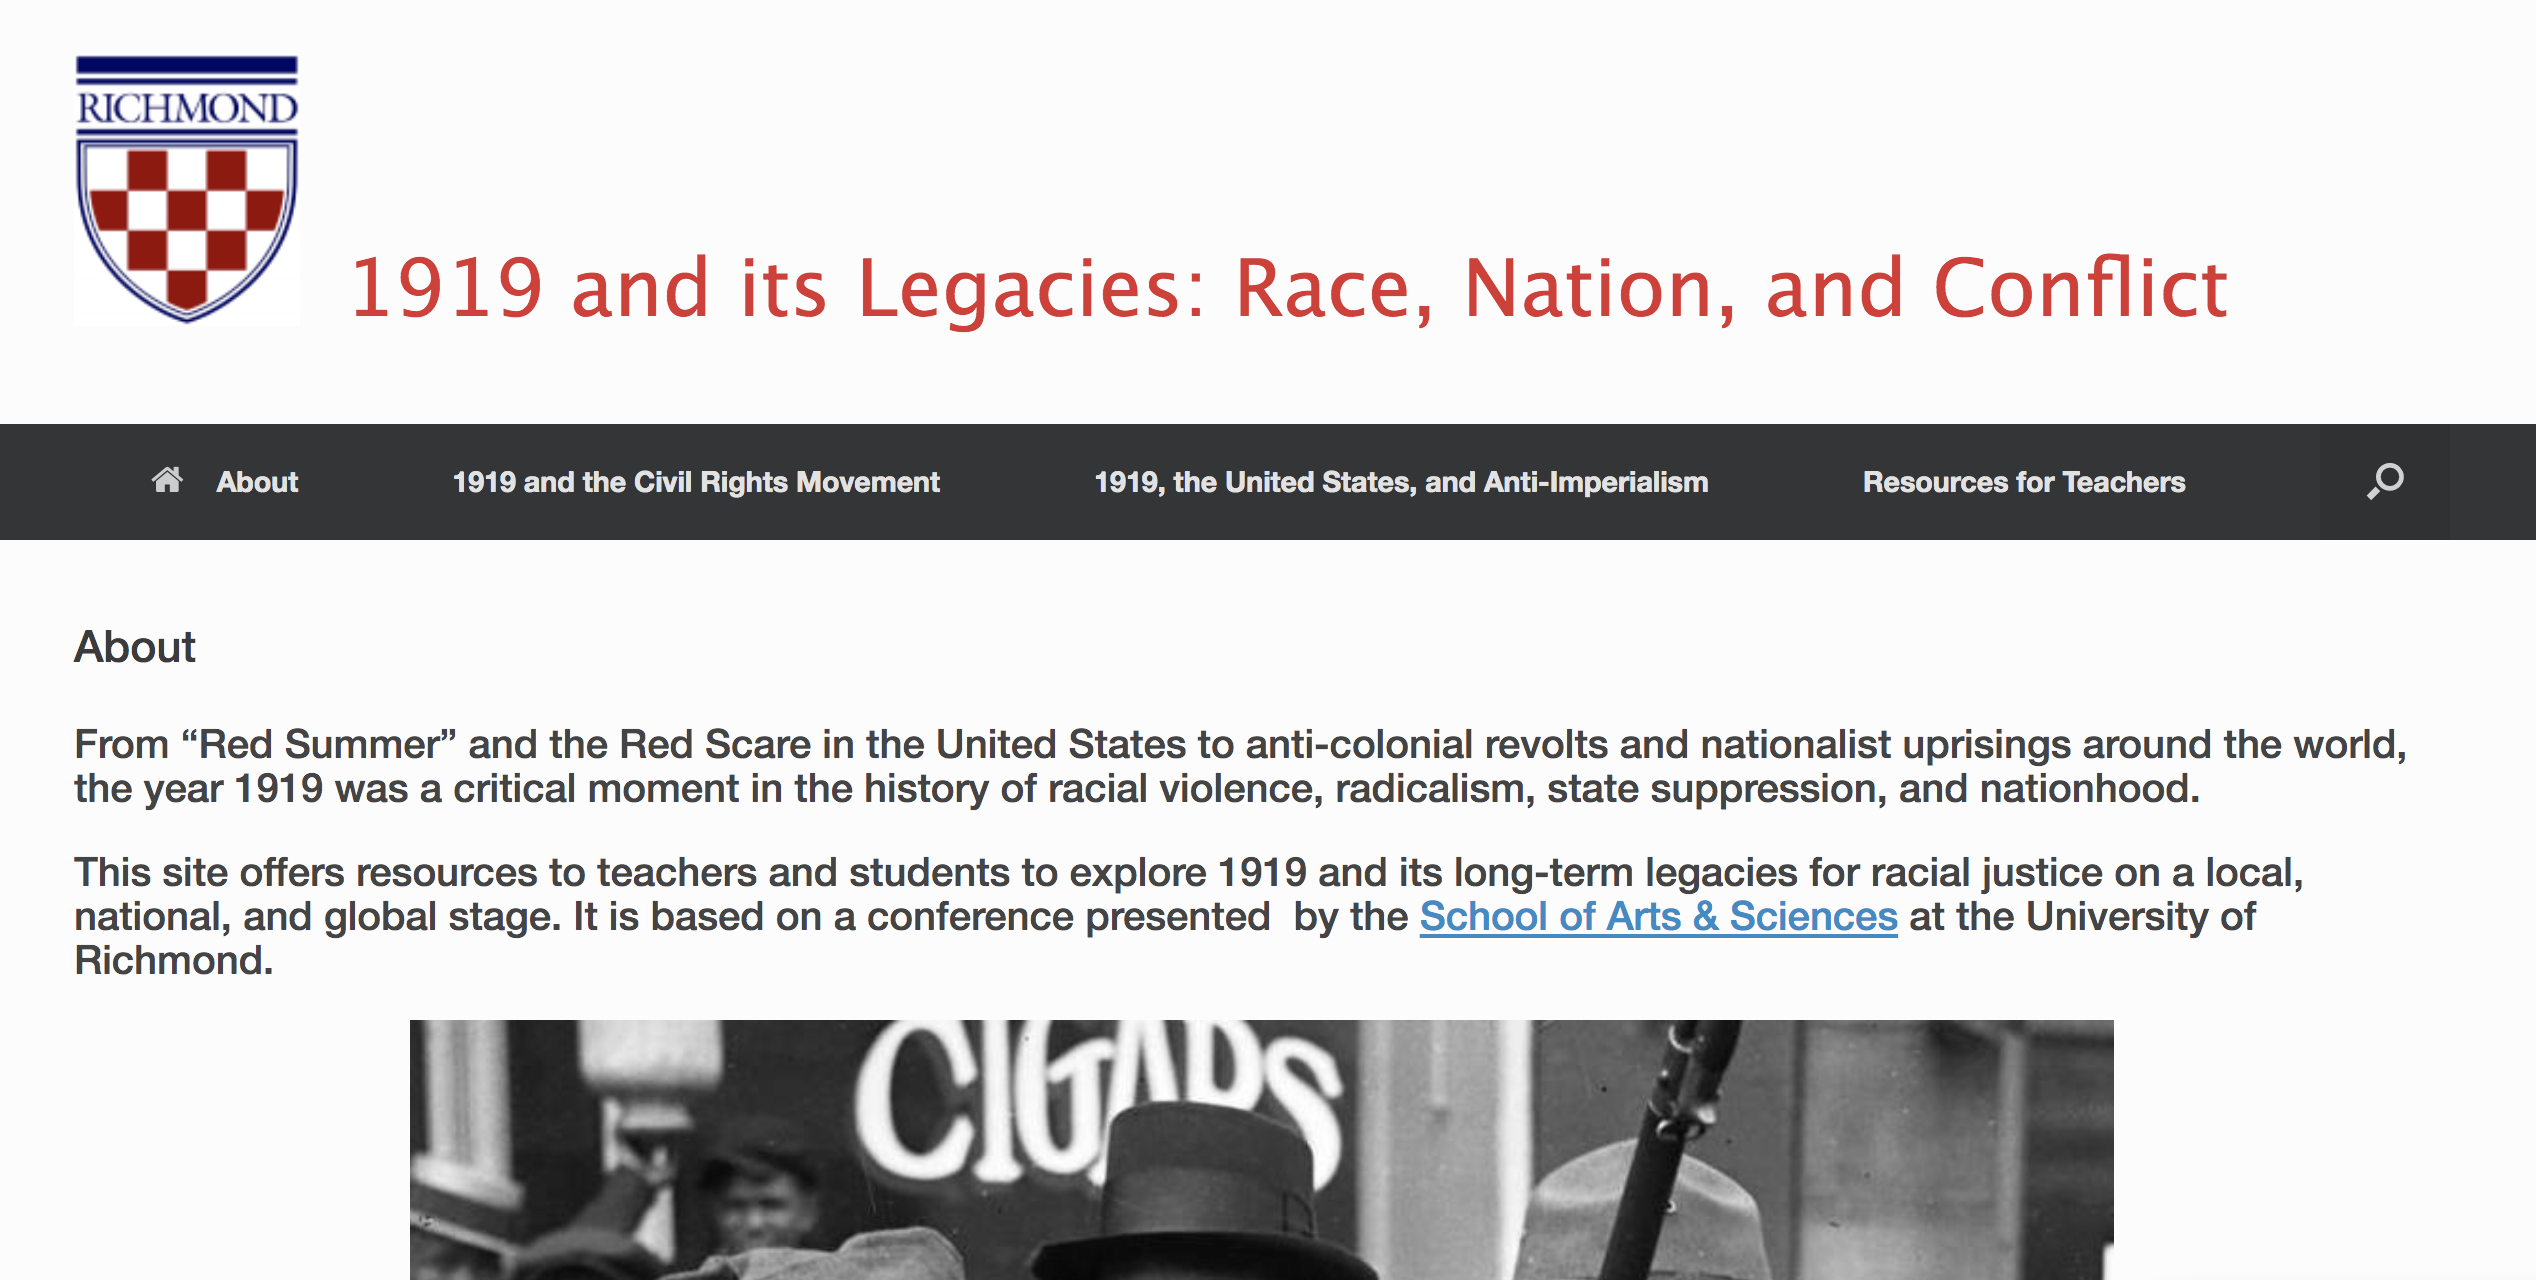 RICHMOND
1919 and its Legacies: Race, Nation, and Conflict
About
1919 and the Civil Rights Movement
1919, the United States, and Anti-Imperialism
Resources for Teachers
About
From “Red Summer” and the Red Scare in the United States to anti-colonial revolts and nationalist uprisings around the world,
the year 1919 was a critical moment in the history of racial violence, radicalism, state suppression, and nationhood.
This site offers resources to teachers and students to explore 1919 and its long-term legacies for racial justice on a local,
national, and global stage. It is based on a conference presented  by the School of Arts & Sciences at the University of
Richmond.
CIGARS